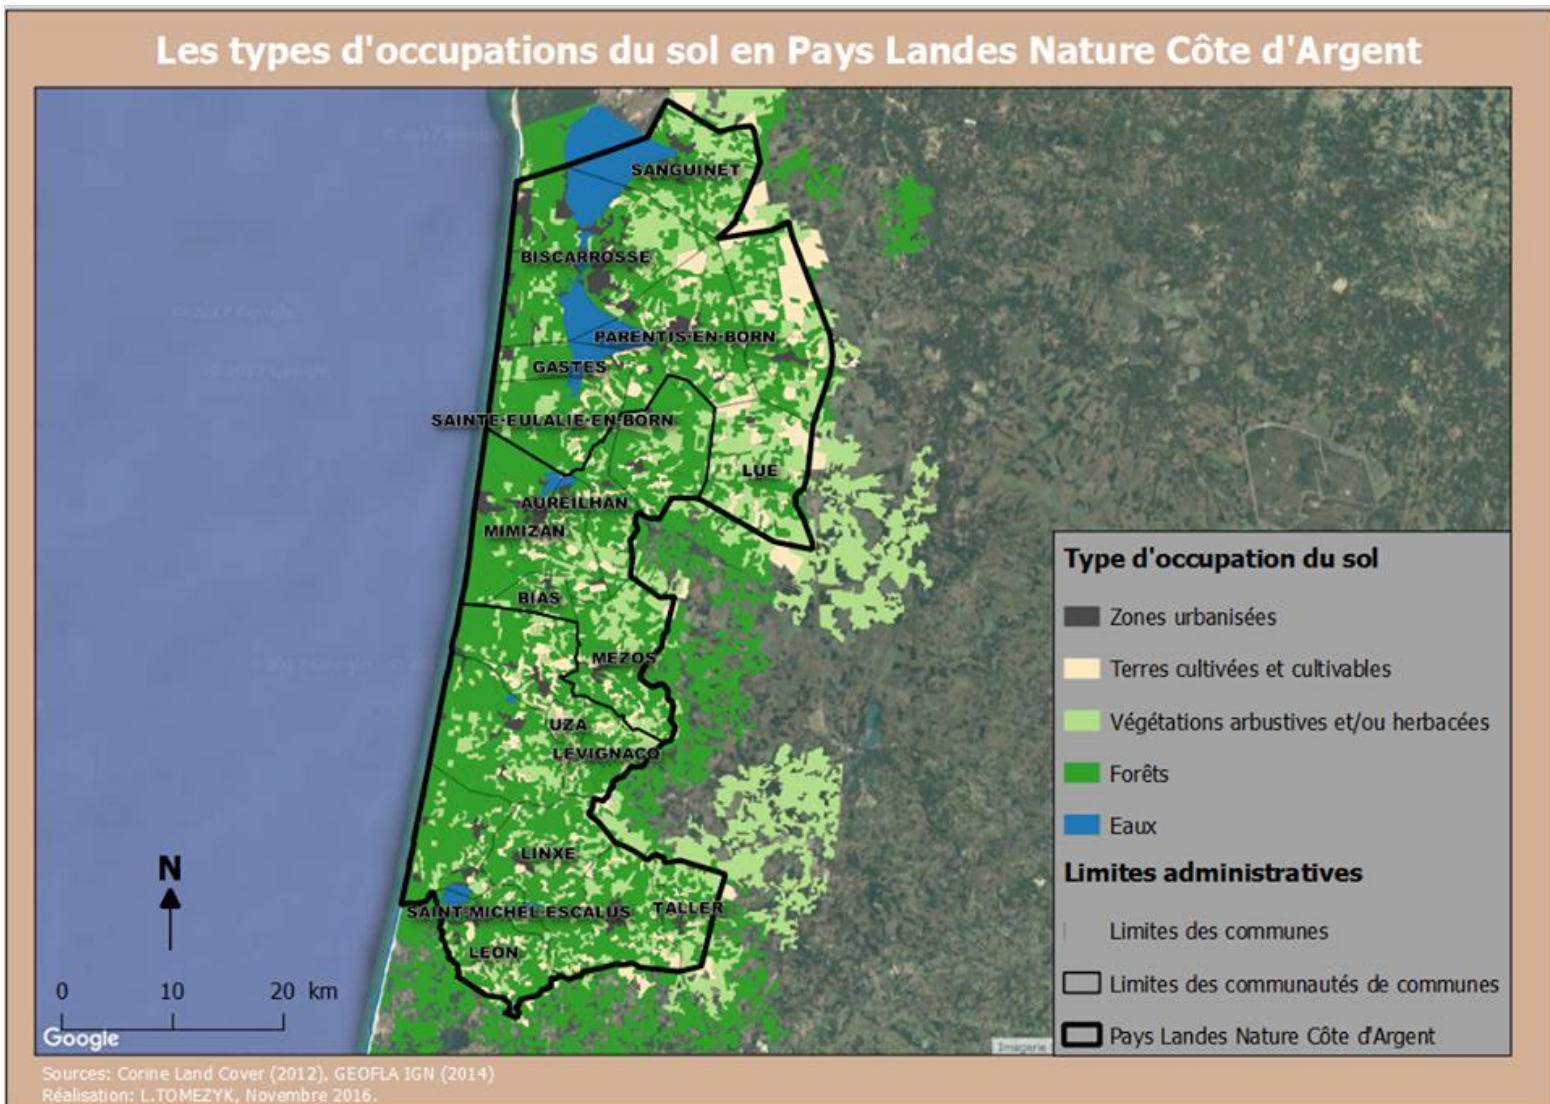 Les types d'occupations du sol en Pays Landes Nature Côte d'Argent
SANGUINET
BISCARROSSE
PARENTIS-EN-BORN
GASTES
SAINTE-EULALIE-EN-BORN
LUE
AUREILHAN
MIMIZAN
BIAS
MEZOS
UZA
LEVIGNACQ
LINXE
SAINT-MICHEL-ESCALUS
TALLER
LEON
N
0 10 20 km
Google
Type d'occupation du sol
Zones urbanisées
Terres cultivées et cultivables
Végétations arbustives et/ou herbacées
Forêts
Eaux
Limites administratives
Limites des communes
Limites des communautés de communes
Pays Landes Nature Côte d'Argent
Imagerie
Sources: Corine Land Cover (2012), GEOFLA IGN (2014)
Réalisation: L.TOMEZYK, Novembre 2016.